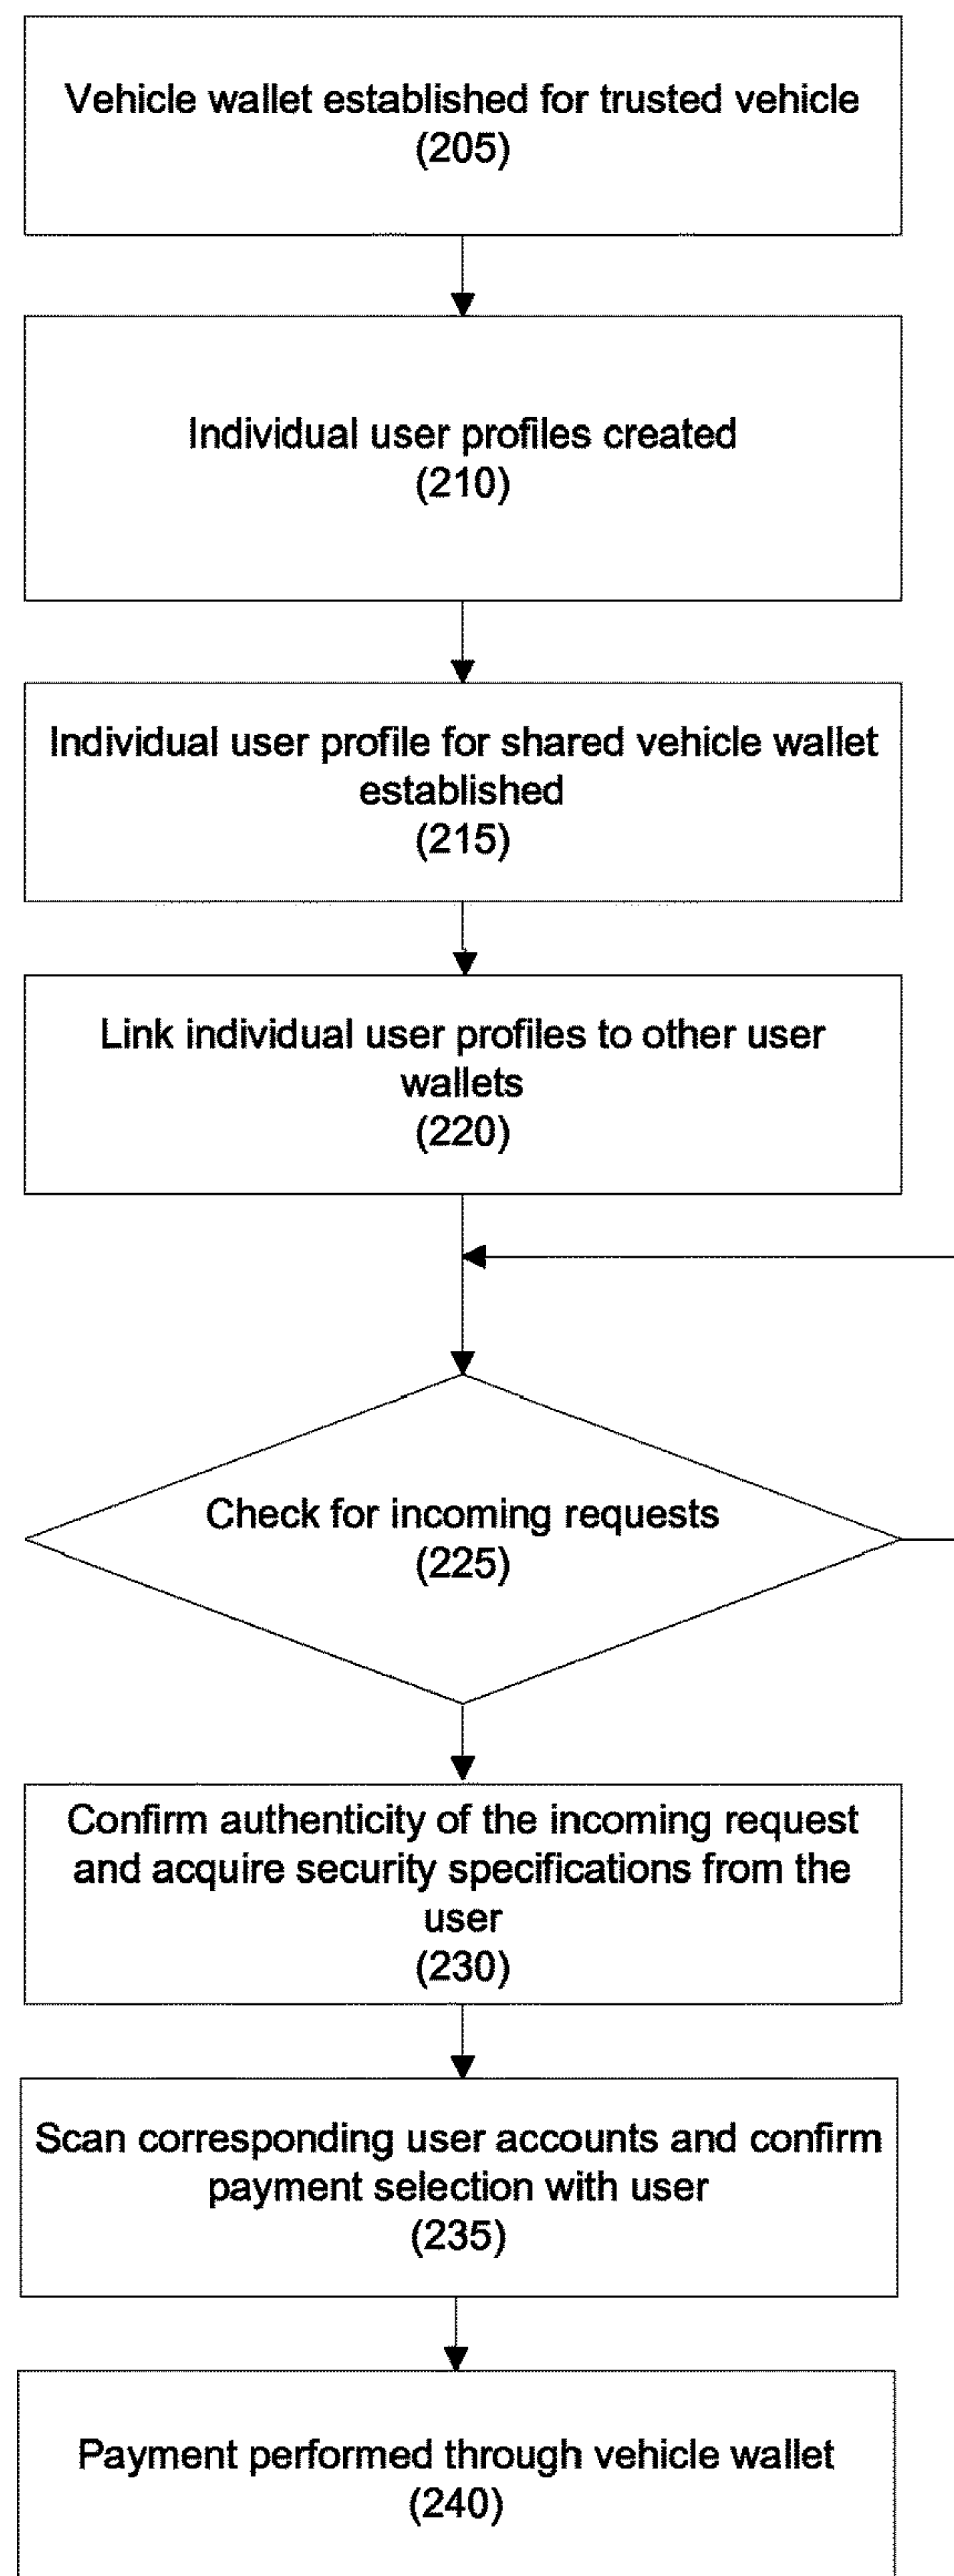 Vehicle wallet established for trusted vehicle
(205)
Individual user profiles created
(210)
Individual user profile for shared vehicle wallet
established
(215)
Link individual user profiles to other user
wallets
(220)
Check for incoming requests
(225)
Confirm authenticity of the incoming request
and acquire security specifications from the
user
(230)
Scan corresponding user accounts and confirm
payment selection with user
(235)
Payment performed through vehicle wallet
(240)